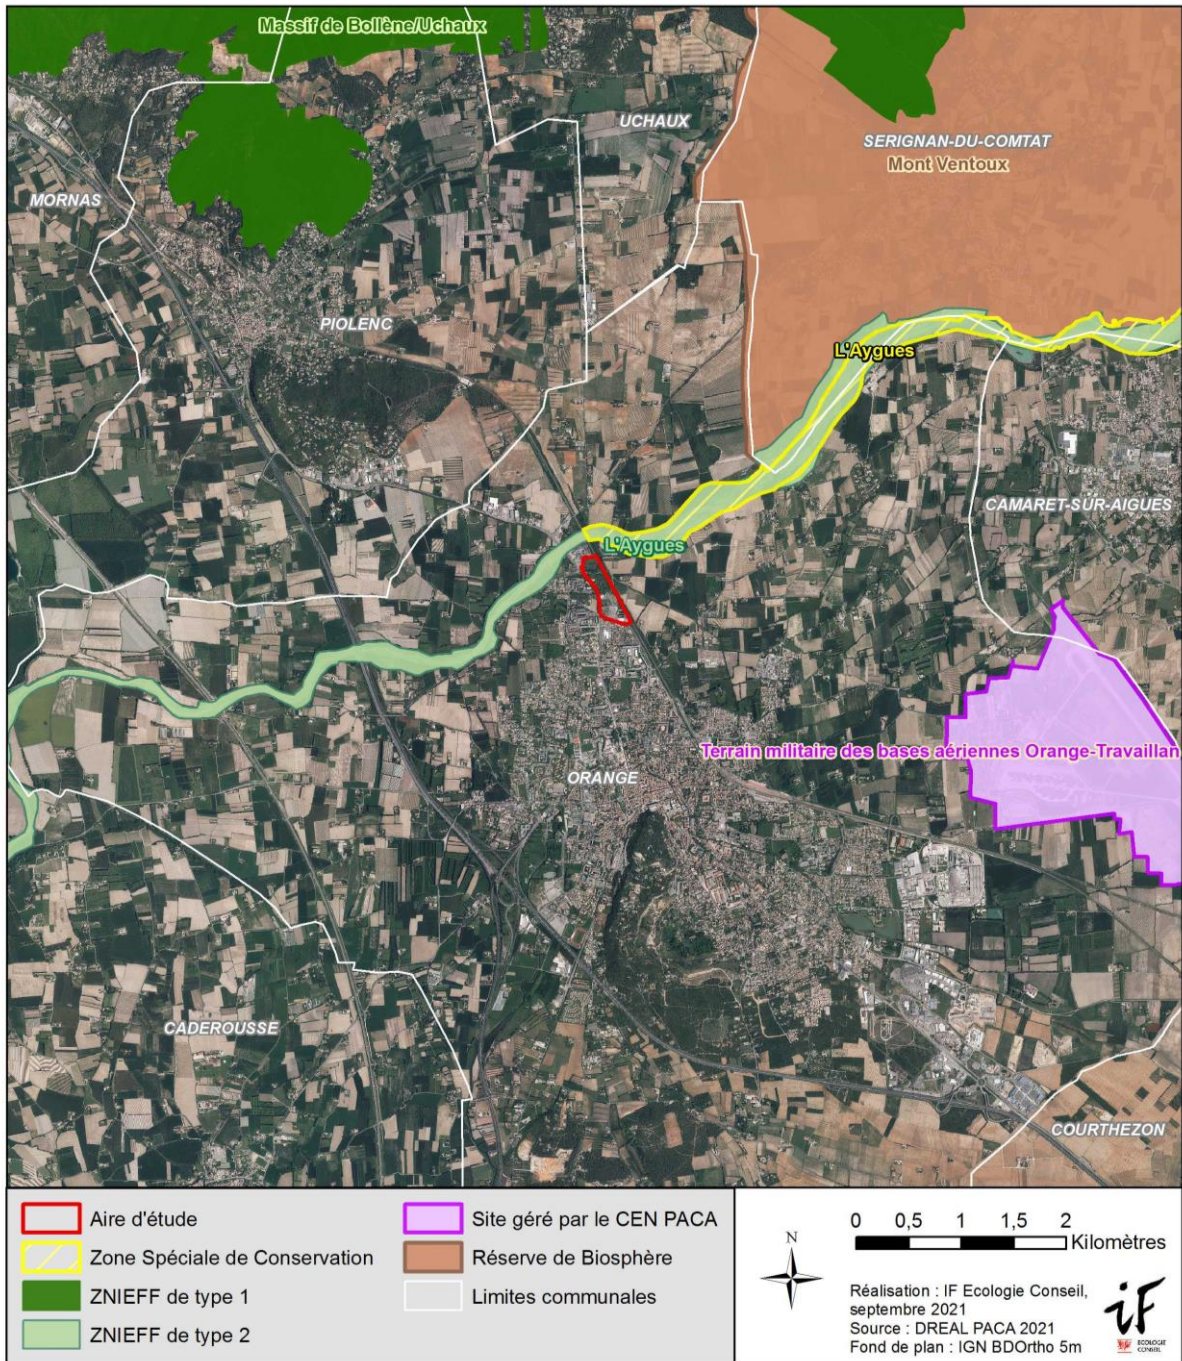 Massif de Bollène/Uchaux
UCHAUX
SERIGNAN-DU-COMTAT
Mont Ventoux
MORNAS
PIOLENC
L'Aygues
CAMARET-SUR-AIGUES
L'Aygues
Terrain militaire des bases aériennes Orange-Travaillan
ORANGE
CADEROUSSE
COURTHEZON
Aire d'étude
Zone Spéciale de Conservation
ZNIEFF de type 1
ZNIEFF de type 2
Site géré par le CEN PACA
Réserve de Biosphère
Limites communales
N
0 0,5 1 1,5 2
Kilomètres
Réalisation : IF Ecologie Conseil,
septembre 2021
Source : DREAL PACA 2021
Fond de plan : IGN BDOrtho 5m
iF
ECOLOGIE
CONSEIL